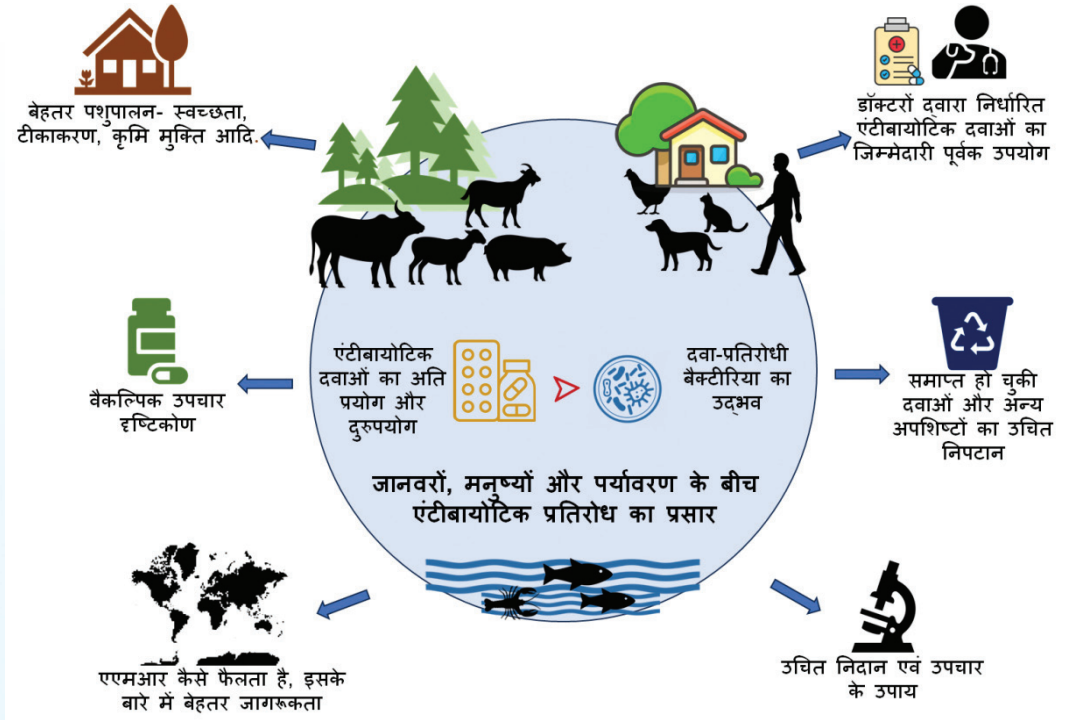 बेहतर पशुपालन- स्वच्छता,
टीकाकरण, कृमि मुक्ति आदि.
डॉक्टरों द्वारा निर्धारित
एंटीबायोटिक दवाओं का
जिम्मेदारी पूर्वक उपयोग
एंटीबायोटिक
दवाओं का अति
प्रयोग और
दुरुपयोग
दवा-प्रतिरोधी
बैक्टीरिया का
उद्भव
वैकल्पिक उपचार
दृष्टिकोण
समाप्त हो चुकी
दवाओं और अन्य
अपशिष्टों का उचित
निपटान
जानवरों, मनुष्यों और पर्यावरण के बीच
एंटीबायोटिक प्रतिरोध का प्रसार
एएमआर कैसे फैलता है, इसके
बारे में बेहतर जागरूकता
उचित निदान एवं उपचार
के उपाय